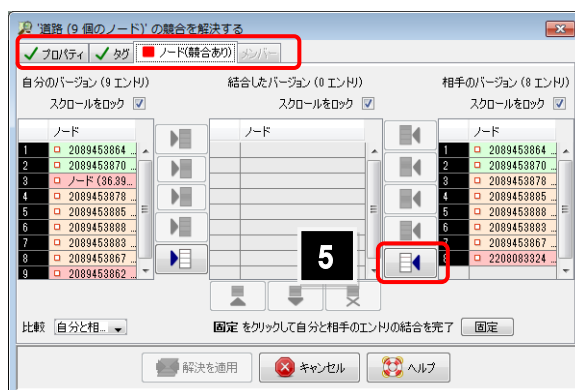 '道路 (9 個のノード)' の競合を解決する
プロパティ タグ ノード(競合あり) メンバー
自分のバージョン (9 エントリ) 結合したバージョン (0 エントリ) 相手のバージョン (8 エントリ)
スクロールをロック スクロールをロック スクロールをロック
ノード ノード ノード
1 2089453864 ... 1 2089453864 ...
2 2089453870 ... 2 2089453870 ...
3 ノード (36.39... 3 2089453878 ...
4 2089453878 ... 4 2089453885 ...
5 2089453885 ... 5 2089453888 ...
6 2089453888 ... 6 2089453883 ...
7 2089453883 ... 7 2089453867 ...
8 2089453867 ... 8 2208083324 ...
9 2089453862 ...
5
比較 自分と相... 固定 をクリックして自分と相手のエントリの結合を完了 固定
解決を適用 キャンセル ヘルプ